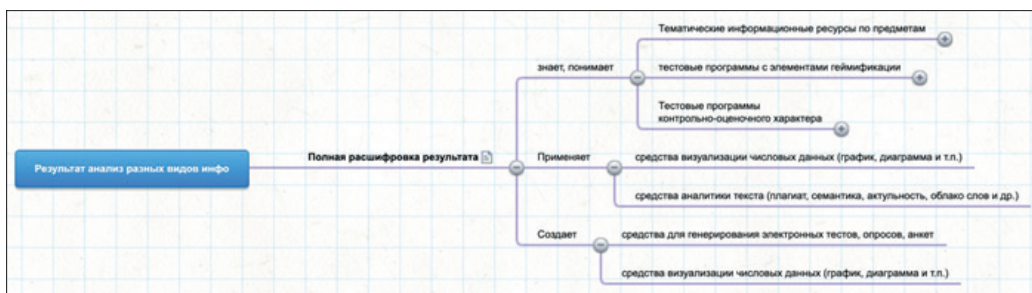 Результат анализ разных видов инфо
Полная расшифровка результата
знает, понимает
Тематические информационные ресурсы по предметам
тестовые программы с элементами геймификации
Тестовые программы
контрольно-оценочного характера
Применяет
средства визуализации числовых данных (график, диаграмма и т.п.)
средства аналитики текста (плагиат, семантика, актульность, облако слов и др.)
Создает
средства для генерирования электронных тестов, опросов, анкет
средства визуализации числовых данных (график, диаграмма и т.п.)